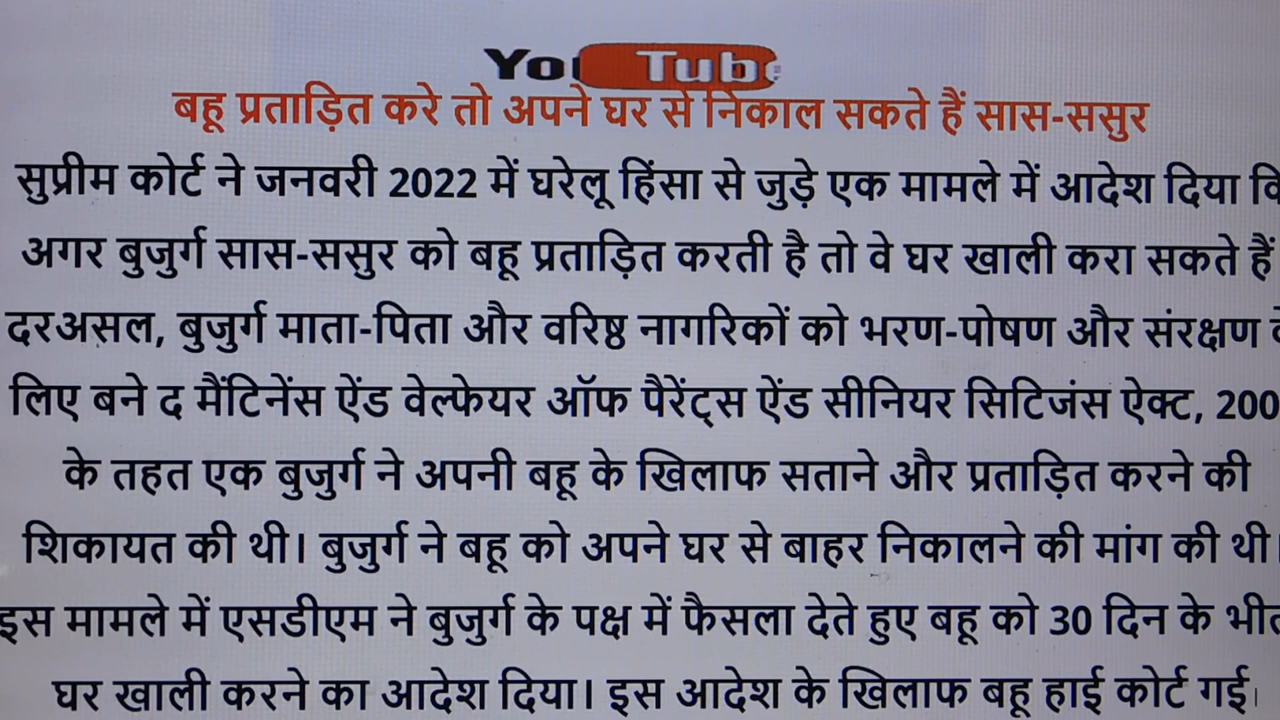 You Tube
बहू प्रताड़ित करे तो अपने घर से निकाल सकते हैं सास-ससुर
सुप्रीम कोर्ट ने जनवरी 2022 में घरेलू हिंसा से जुड़े एक मामले में आदेश दिया
अगर बुजुर्ग सास-ससुर को बहू प्रताड़ित करती है तो वे घर खाली करा सकते हैं
दरअसल, बुजुर्ग माता-पिता और वरिष्ठ नागरिकों को भरण-पोषण और संरक्षण
लिए बने द मैंटिनेंस ऐंड वेल्फेयर ऑफ पैरेंट्स ऐंड सीनियर सिटिजंस ऐक्ट, 200
के तहत एक बुजुर्ग ने अपनी बहू के खिलाफ सताने और प्रताड़ित करने की
शिकायत की थी। बुजुर्ग ने बहू को अपने घर से बाहर निकालने की मांग की थी।
इस मामले में एसडीएम ने बुजुर्ग के पक्ष में फैसला देते हुए बहू को 30 दिन के
घर खाली करने का आदेश दिया। इस आदेश के खिलाफ बहू हाई कोर्ट गई।